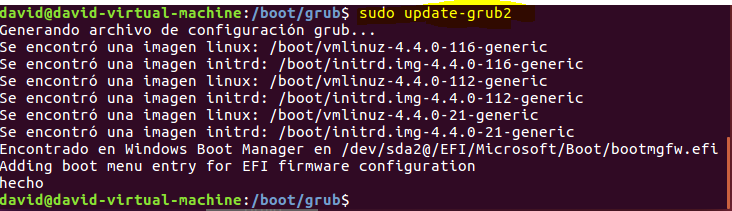 david@david-virtual-machine:/boot/grub$ sudo update-grub2
Generando archivo de configuración grub...
Se encontró una imagen linux: /boot/vmlinuz-4.4.0-116-generic
Se encontró una imagen initrd: /boot/initrd.img-4.4.0-116-generic
Se encontró una imagen linux: /boot/vmlinuz-4.4.0-112-generic
Se encontró una imagen initrd: /boot/initrd.img-4.4.0-112-generic
Se encontró una imagen linux: /boot/vmlinuz-4.4.0-21-generic
Se encontró una imagen initrd: /boot/initrd.img-4.4.0-21-generic
Encontrado en Windows Boot Manager en /dev/sda2@/EFI/Microsoft/Boot/bootmgfw.efi
Adding boot menu entry for EFI firmware configuration
hecho
david@david-virtual-machine:/boot/grub$